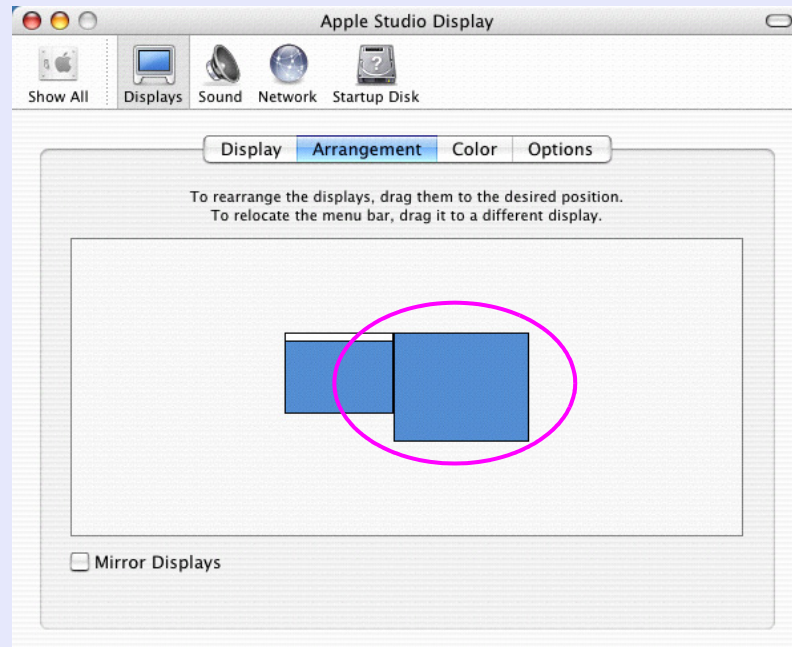 Apple Studio Display
Show All Displays Sound Network Startup Disk
Display Arrangement Color Options
To rearrange the displays, drag them to the desired position.
To relocate the menu bar, drag it to a different display.
Mirror Displays